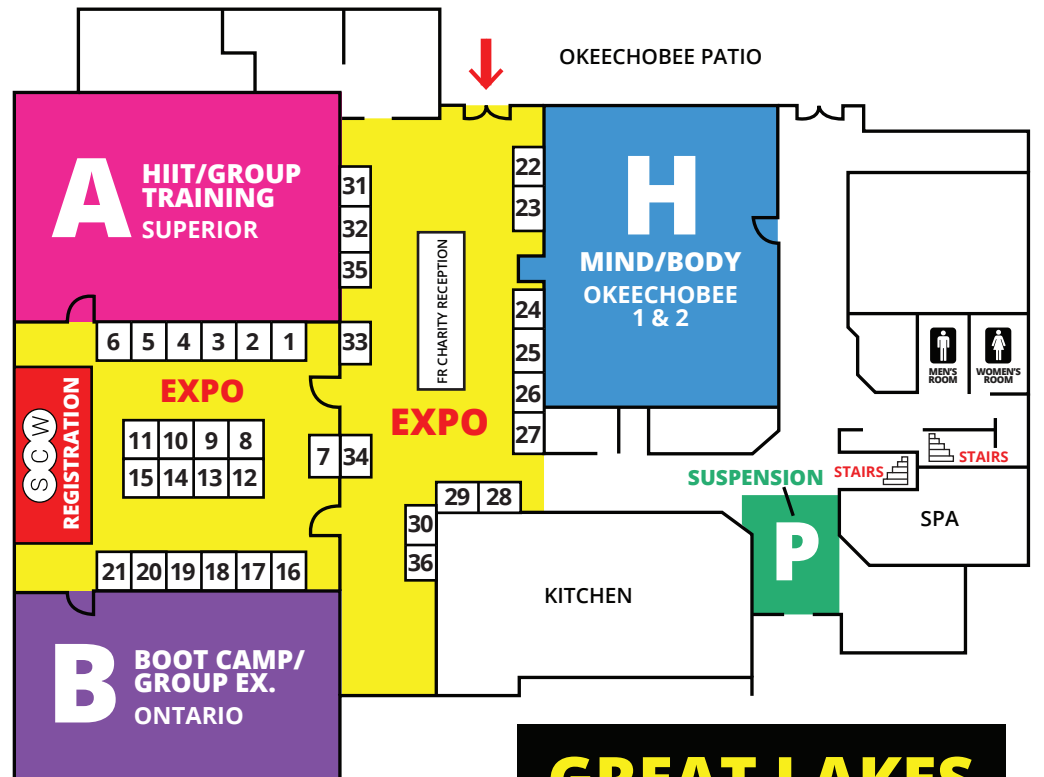 OKEECHOBEE PATIO
A
HIIT/GROUP
TRAINING
SUPERIOR
31
32
35
33
22
23
24
25
26
27
FR CHARITY RECEPTION
H
MIND/BODY
OKEECHOBEE
1 & 2
MEN'S
ROOM
WOMEN'S
ROOM
6 5 4 3 2 1
EXPO
EXPO
SCW
REGISTRATION
11 10 9 8
15 14 13 12
7 34
29 28
30
36
21 20 19 18 17 16
SUSPENSION
P
STAIRS
STAIRS
SPA
KITCHEN
B
BOOT CAMP/
GROUP EX.
ONTARIO
GREAT LAKES